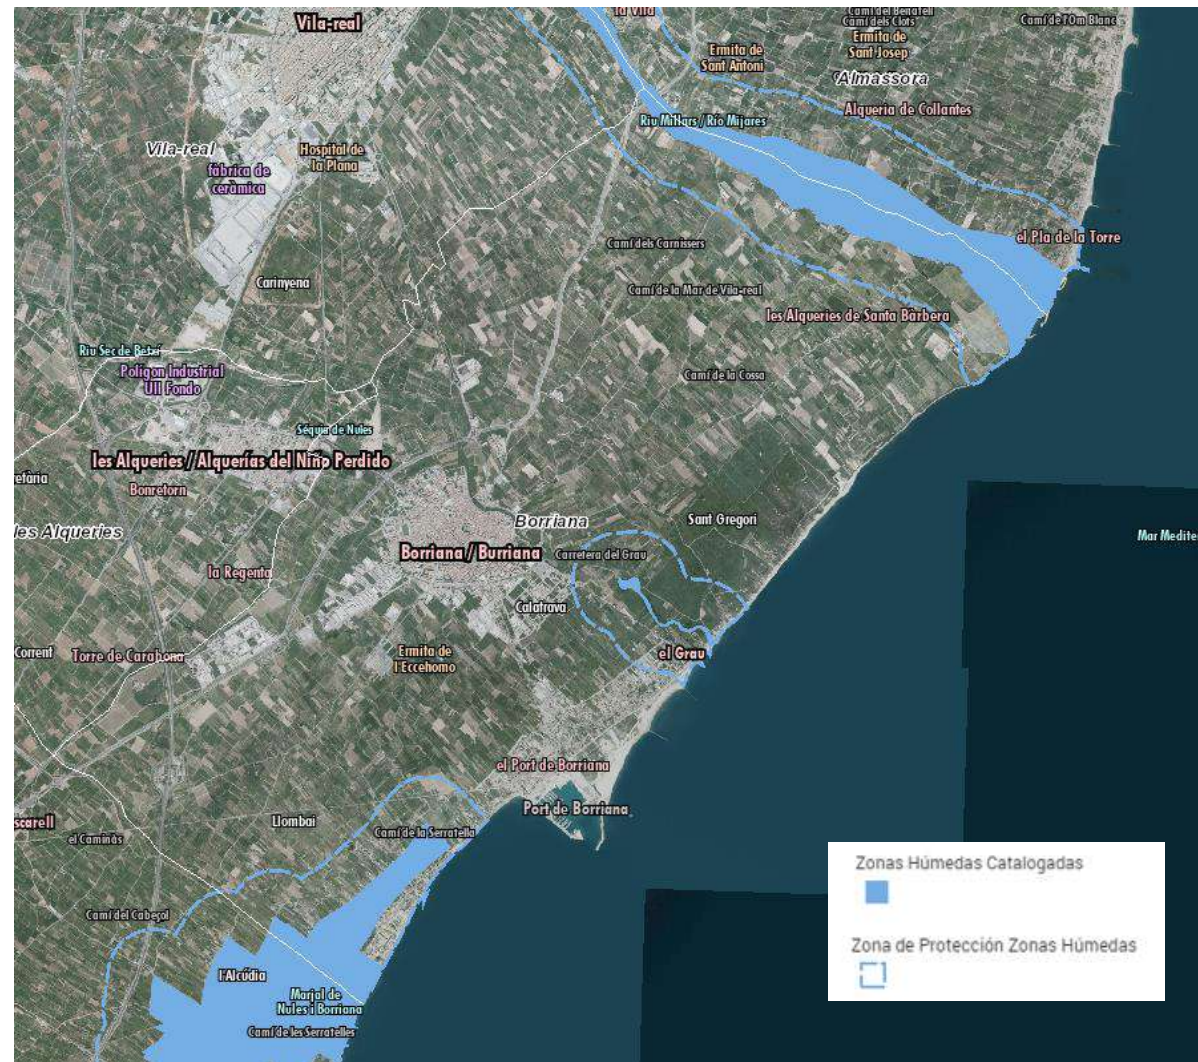 la Vila
Camí del Benafelí
Camí dels Clots
Camí de l'Om Blanc
Vila-real
Ermita de
Sant Antoni
Ermita de
Sant Josep
Almassora
Alqueria de Collantes
Riu Millars / Río Mijares
Vila-real
Hospital de
la Plana
fàbrica de
ceràmica
el Pla de la Torre
Camí dels Carnissers
Carinyena
Camí de la Mar de Vila-real
les Alqueries de Santa Bàrbera
Riu Sec de Betxí
Polígon Industrial
Ull Fondo
Camí de la Cossa
Séquia de Nules
les Alqueries / Alquerías del Niño Perdido
retària
Bonretorn
les Alqueries
Borriana
Sant Gregori
Mar Medite
Borriana / Burriana
Carretera del Grau
la Regenta
Calatrava
Corrent
Torre de Carahona
Ermita de
l'Eccehomo
el Grau
el Port de Borriana
Port de Borriana
scarell
Llombai
Camí de la Serratella
el Caminàs
Camí del Cabeçol
l'Alcúdia
Marjal de
Nules i Borriana
Camí de les Serratelles
Zonas Húmedas Catalogadas
Zona de Protección Zonas Húmedas